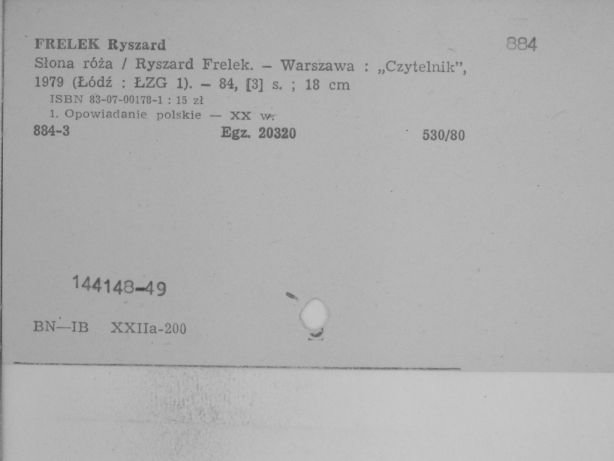 FRELEK Ryszard 884
Słona róża / Ryszard Frelek. – Warszawa : „Czytelnik”,
1979 (Łódź : ŁZG 1). – 84, [3] s. ; 18 cm
ISBN 83-07-00178-1 : 15 zł
1. Opowiadanie polskie — XX w.
884-3 Egz. 20320 530/80
144148-49
BN—IB XXIIa-200